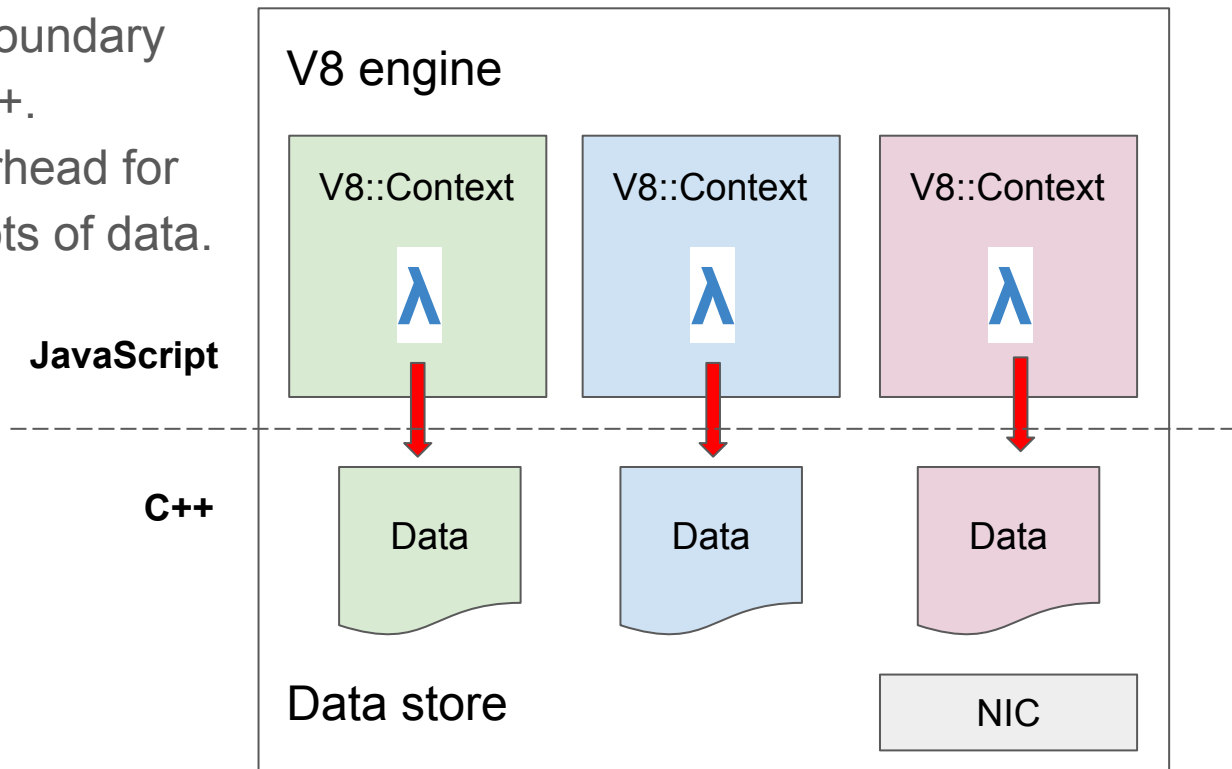 oundary
+.
rhead for
ots of data.
V8 engine
V8::Context
V8::Context
V8::Context
λ
λ
λ
JavaScript
C++
Data
Data
Data
Data store
NIC